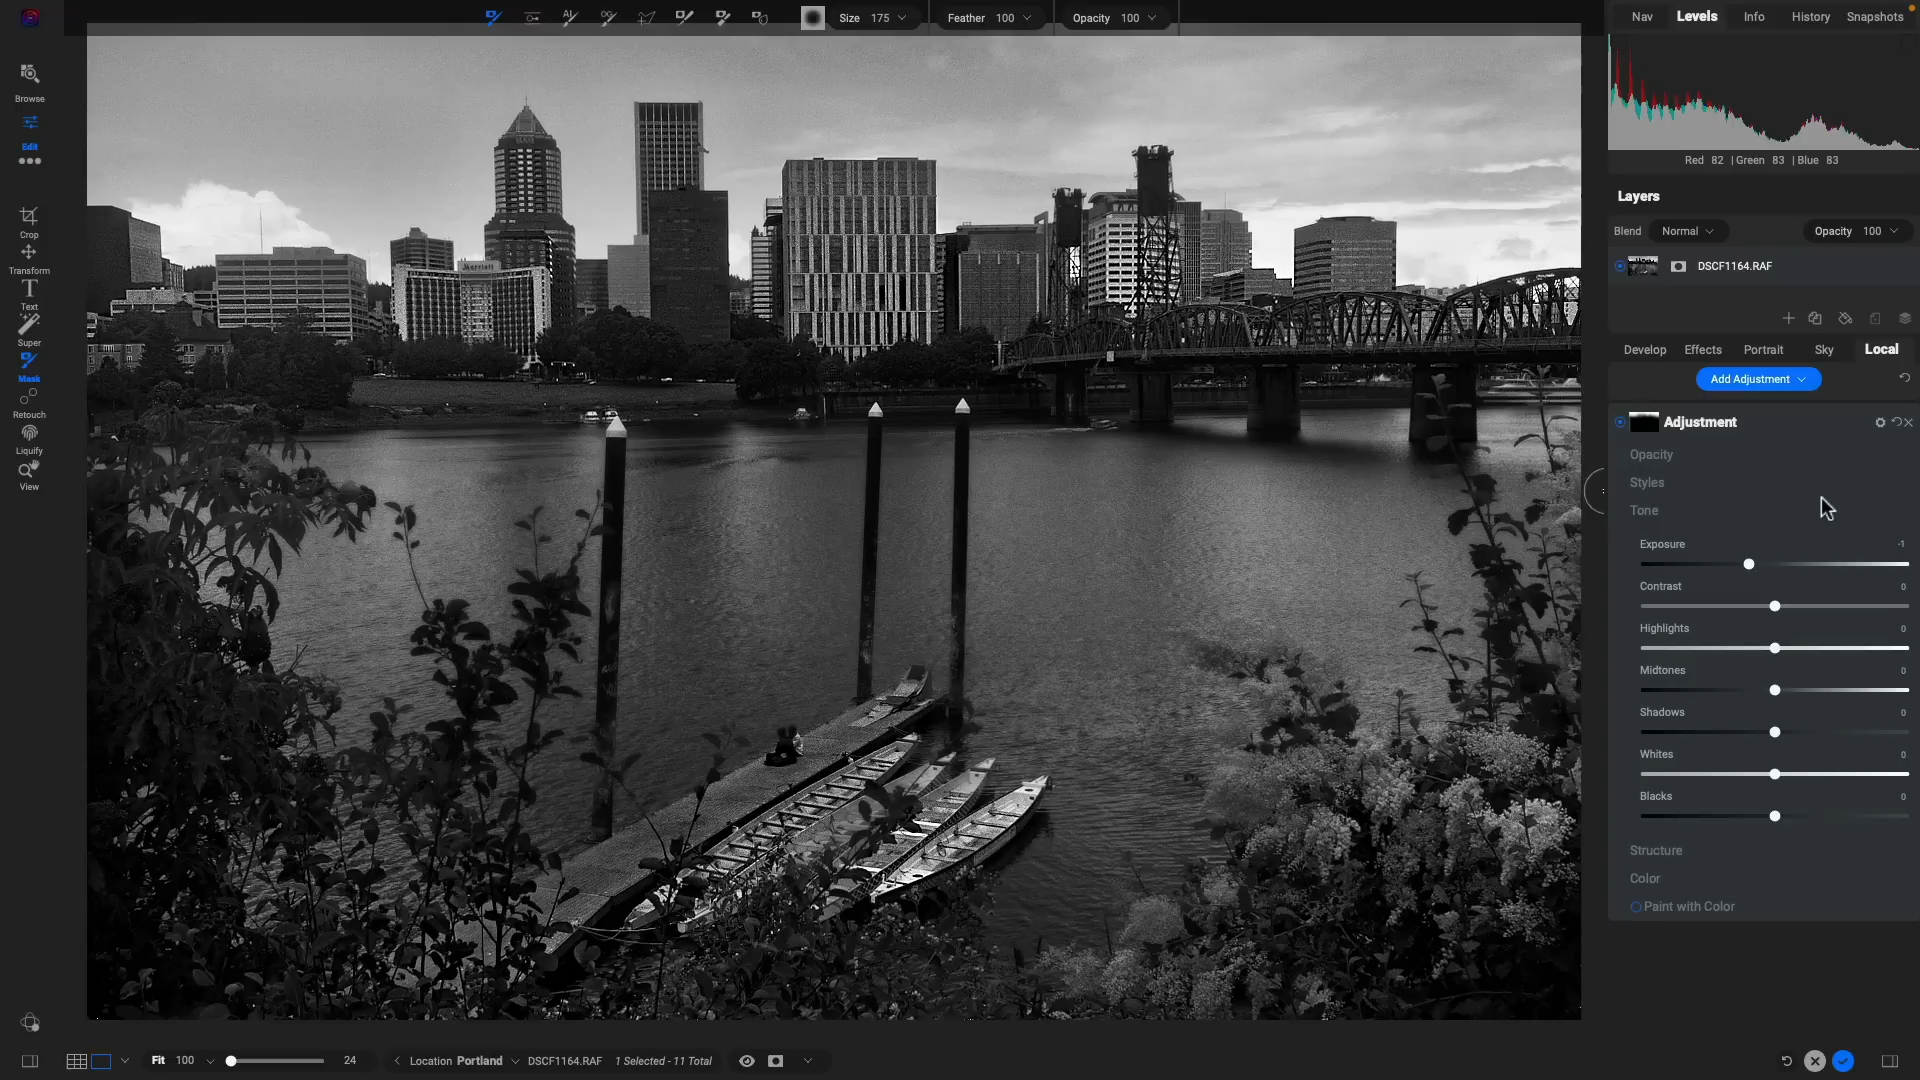 Size 175
Feather 100
Opacity 100
Nav
Levels
Info
History
Snapshots
Browse
Edit
Crop
Transform
Text
Super
Mask
Retouch
Liquify
View
Red 82 | Green 83 | Blue 83
Layers
Blend Normal
Opacity 100
DSCF1164.RAF
Develop
Effects
Portrait
Sky
Local
Add Adjustment
Adjustment
Opacity
Styles
Tone
Exposure -1
Contrast 0
Highlights 0
Midtones 0
Shadows 0
Whites 0
Blacks 0
Structure
Color
Paint with Color
Marriott
Fit 100
24
Location Portland
DSCF1164.RAF
1 Selected - 11 Total